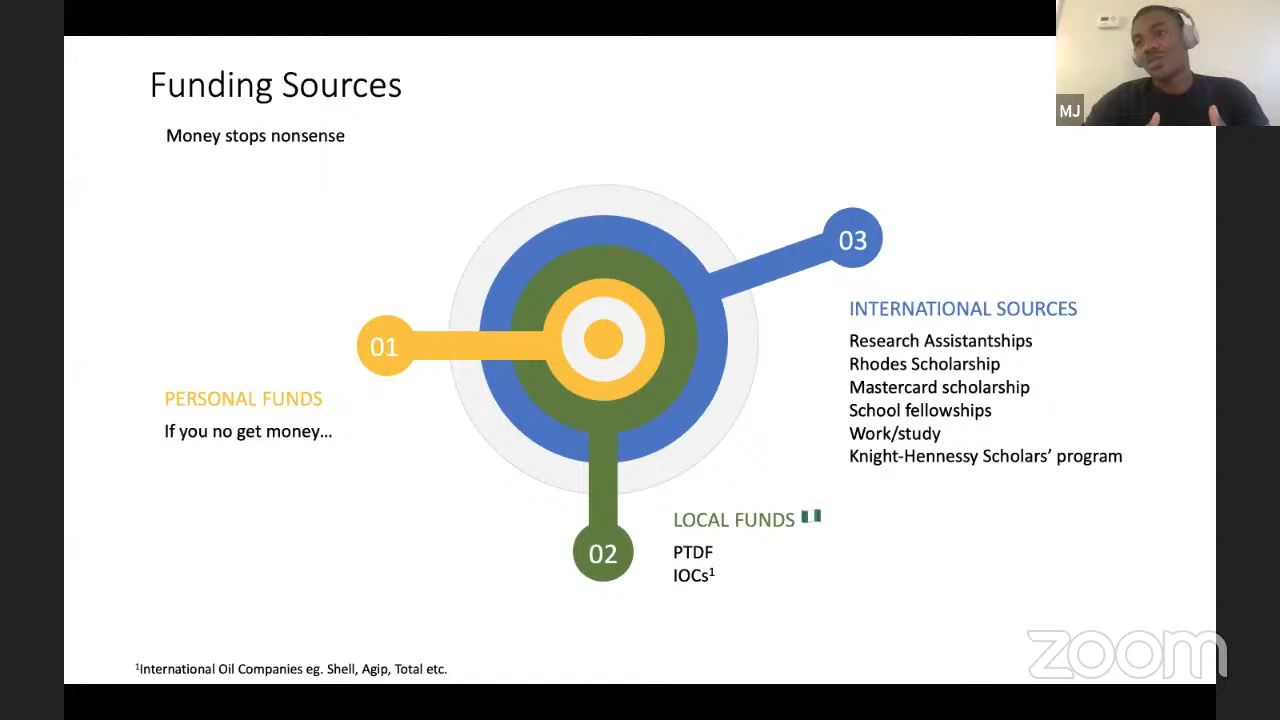 Funding Sources
Money stops nonsense
MJ
03
INTERNATIONAL SOURCES
Research Assistantships
Rhodes Scholarship
Mastercard scholarship
School fellowships
Work/study
Knight-Hennessy Scholars’ program
01
PERSONAL FUNDS
If you no get money...
LOCAL FUNDS
02
PTDF
IOCs¹
¹International Oil Companies eg. Shell, Agip, Total etc.
zoom